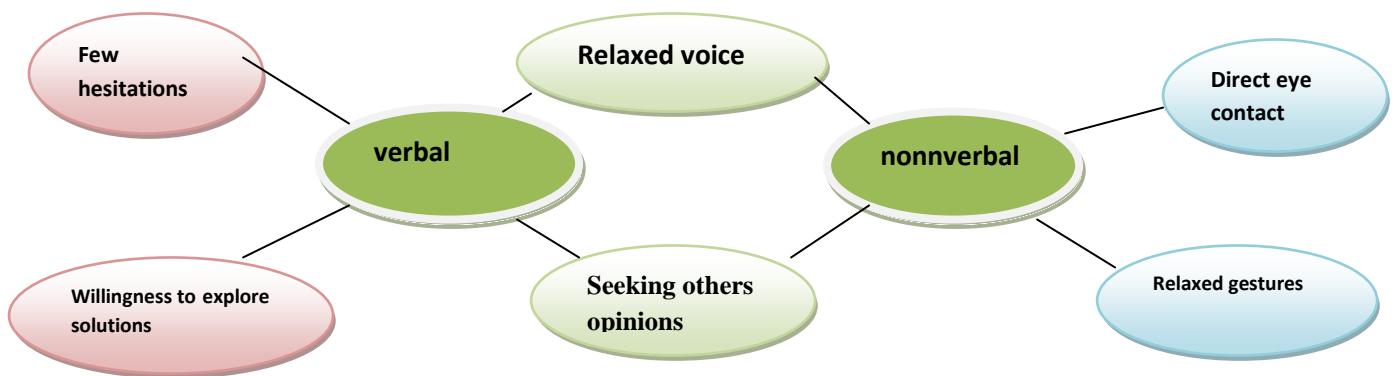 Few
hesitations
Relaxed voice
Direct eye
contact
verbal
nonnverbal
Willingness to explore
solutions
Seeking others
opinions
Relaxed gestures